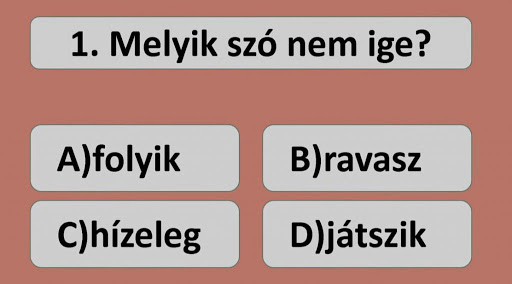 1. Melyik szó nem ige?
A)folyik
B)ravasz
C)hízeleg
D)játszik